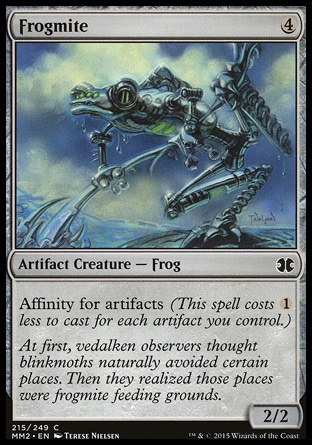 Frogmite 4
Artifact Creature — Frog
Affinity for artifacts (This spell costs 1
less to cast for each artifact you control.)
At first, vedalken observers thought
blinkmoths naturally avoided certain
places. Then they realized those places
were frogmite feeding grounds.
2/2
215/249 C
MM2 • EN TERESE NIELSEN
™ & © 2015 Wizards of the Coast